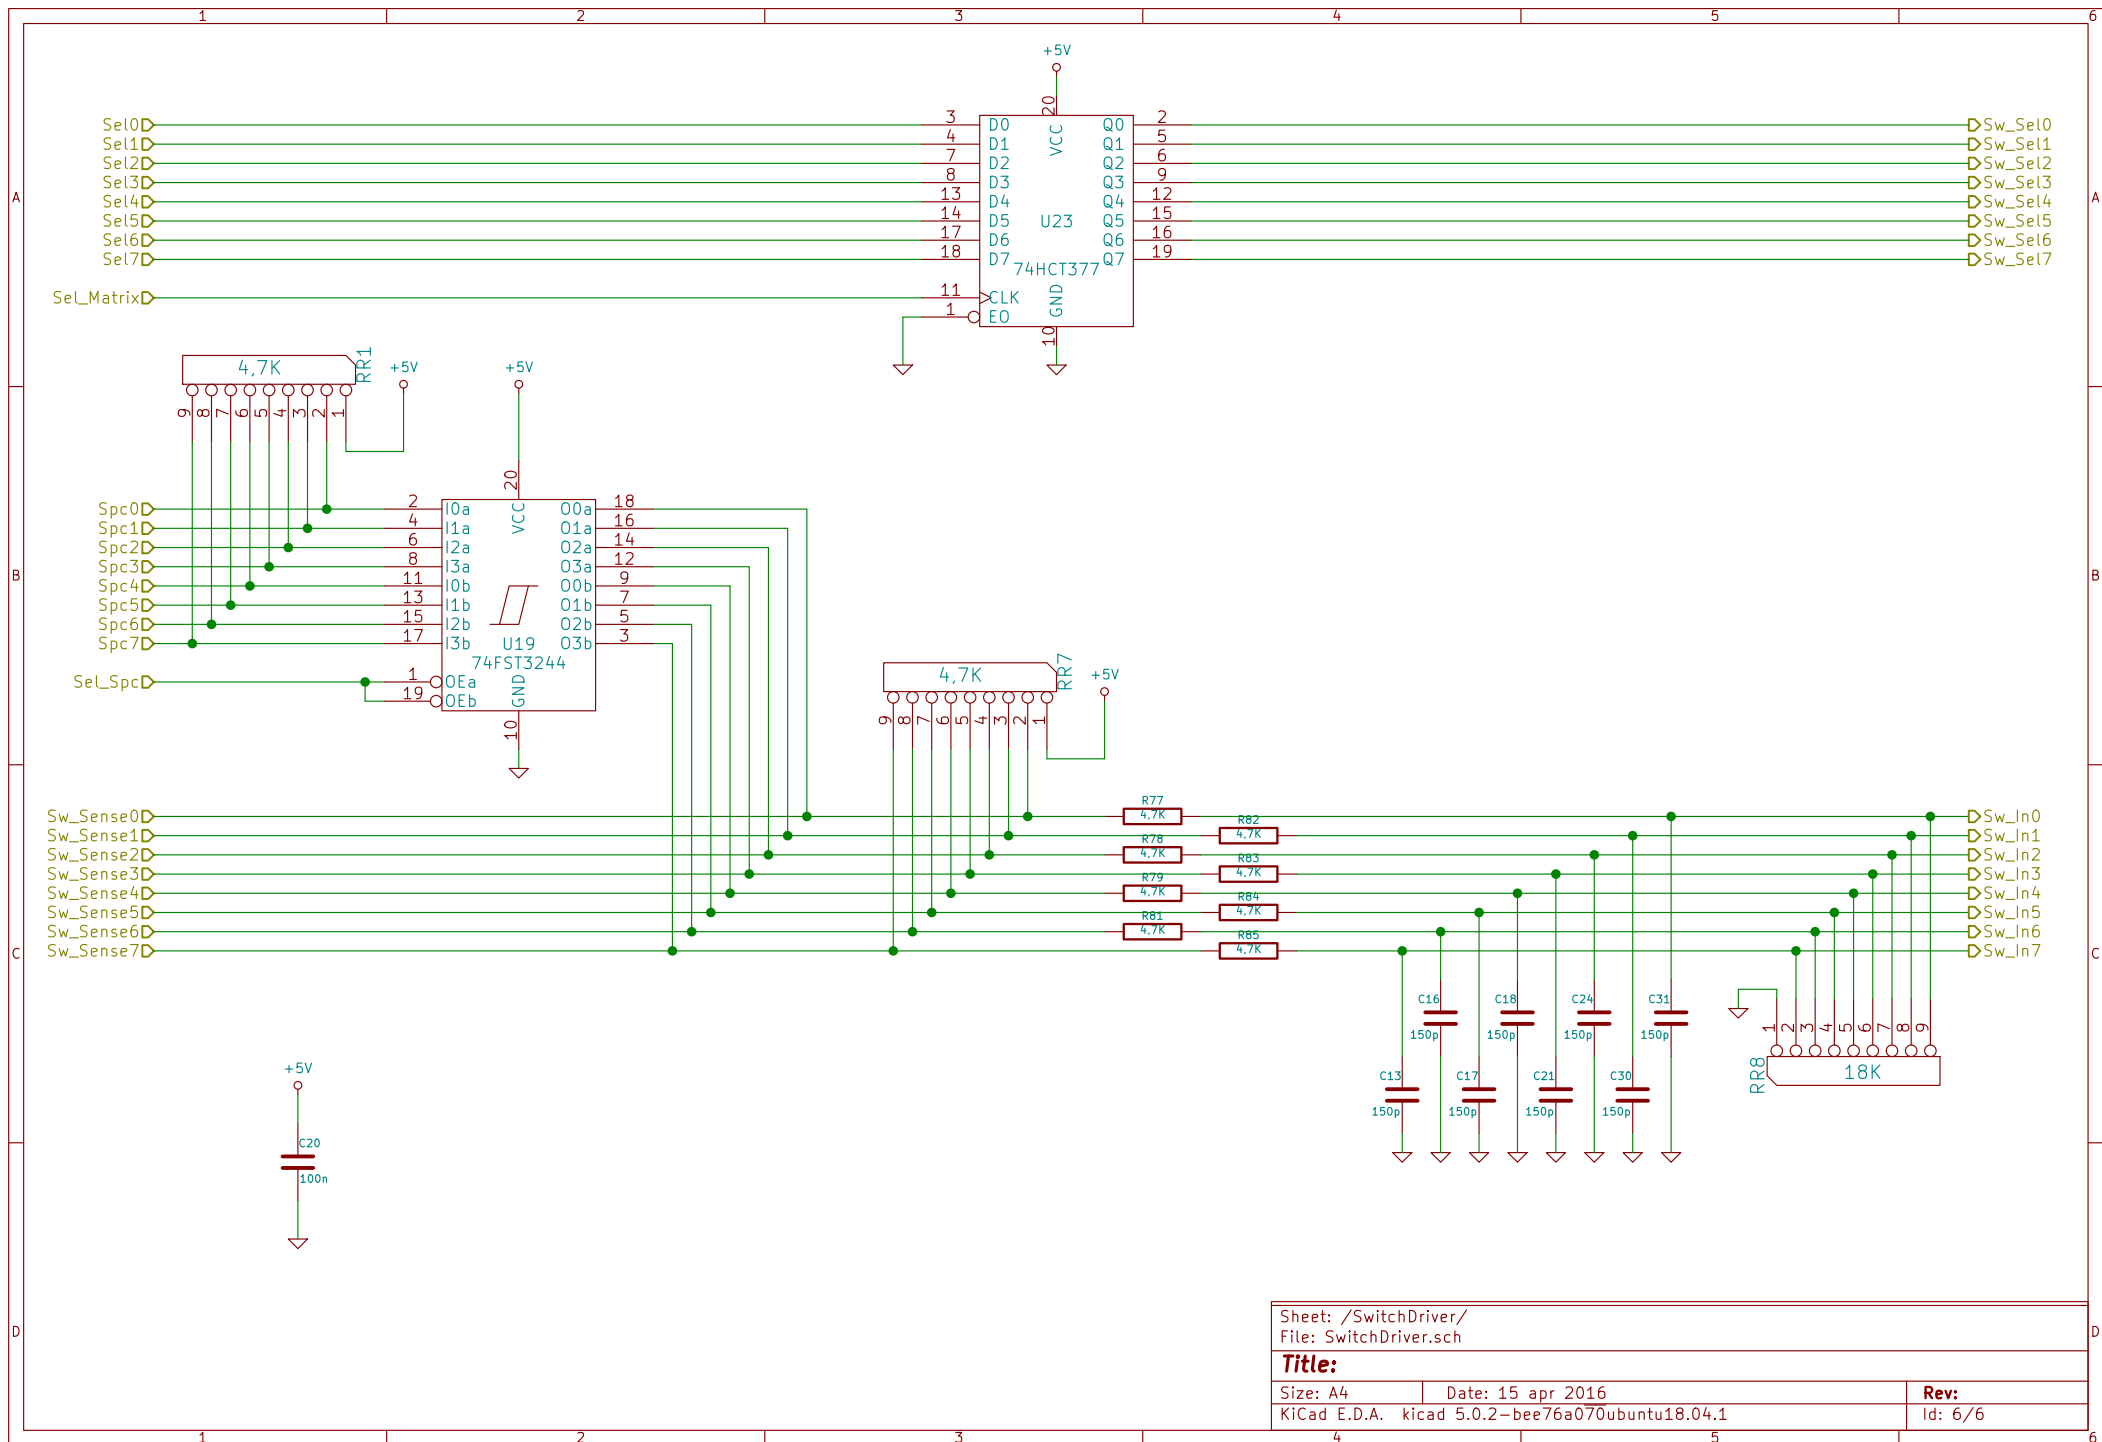 1 2 3 4 5 6
+5V
20
Sel0 3 D0 VCC Q0 2 Sw_Sel0
Sel1 4 D1 Q1 5 Sw_Sel1
Sel2 7 D2 Q2 6 Sw_Sel2
Sel3 8 D3 Q3 9 Sw_Sel3
A Sel4 13 D4 Q4 12 Sw_Sel4 A
Sel5 14 D5 U23 Q5 15 Sw_Sel5
Sel6 17 D6 Q6 16 Sw_Sel6
Sel7 18 D7 Q7 19 Sw_Sel7
74HCT377
Sel_Matrix 11 CLK GND
1 EO
10
4,7K RR1 +5V +5V
9 8 7 6 5 4 3 2 1
20
Spc0 2 I0a VCC O0a 18
Spc1 4 I1a O1a 16
Spc2 6 I2a O2a 14
Spc3 8 I3a O3a 12
B Spc4 11 I0b O0b 9 B
Spc5 13 I1b O1b 7
Spc6 15 I2b O2b 5
Spc7 17 I3b U19 O3b 3
74FST3244
Sel_Spc 1 OEa GND
19 OEb
10
4,7K RR7 +5V
9 8 7 6 5 4 3 2 1
Sw_Sense0 R77 4,7K Sw_In0
Sw_Sense1 R82 4,7K Sw_In1
Sw_Sense2 R78 4,7K Sw_In2
Sw_Sense3 R83 4,7K Sw_In3
Sw_Sense4 R79 4,7K Sw_In4
Sw_Sense5 R84 4,7K Sw_In5
Sw_Sense6 R81 4,7K Sw_In6
C Sw_Sense7 R85 4,7K Sw_In7 C
C16 C18 C24 C31
150p 150p 150p 150p
1 2 3 4 5 6 7 8 9
RR8 18K
C13 C17 C21 C30
150p 150p 150p 150p
+5V
C20
100n
Sheet: /SwitchDriver/
D File: SwitchDriver.sch D
Title:
Size: A4 Date: 15 apr 2016 Rev:
KiCad E.D.A. kicad 5.0.2-bee76a070ubuntu18.04.1 Id: 6/6
1 2 3 4 5 6